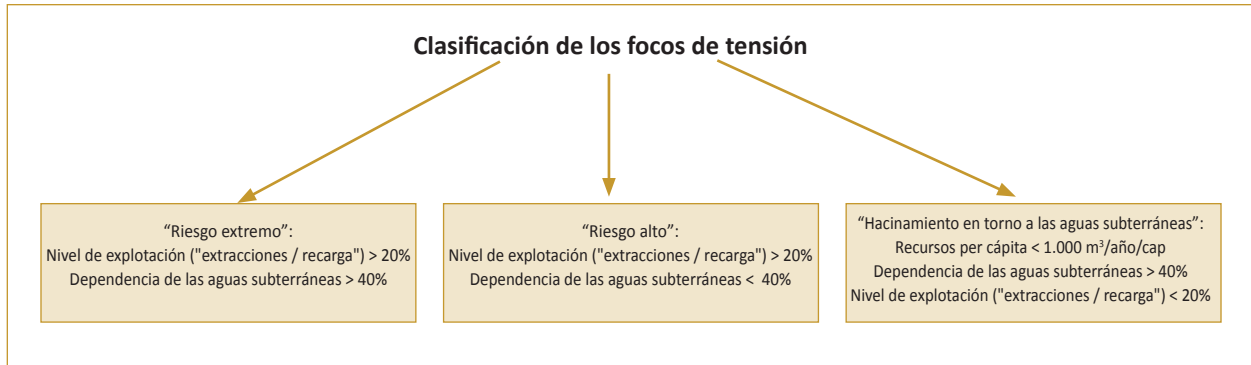 Clasificación de los focos de tensión
“Riesgo extremo”:
Nivel de explotación ("extracciones / recarga") > 20%
Dependencia de las aguas subterráneas > 40%
“Riesgo alto”:
Nivel de explotación ("extracciones / recarga") > 20%
Dependencia de las aguas subterráneas < 40%
“Hacinamiento en torno a las aguas subterráneas”:
Recursos per cápita < 1.000 m³/año/cap
Dependencia de las aguas subterráneas > 40%
Nivel de explotación ("extracciones / recarga") < 20%